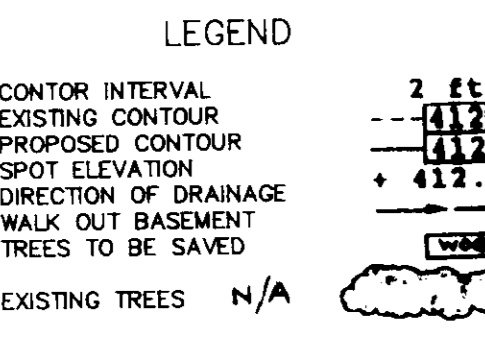 LEGEND
CONTOR INTERVAL 2 ft
EXISTING CONTOUR 412
PROPOSED CONTOUR 412
SPOT ELEVATION + 412.
DIRECTION OF DRAINAGE
WALK OUT BASEMENT
TREES TO BE SAVED
EXISTING TREES N/A